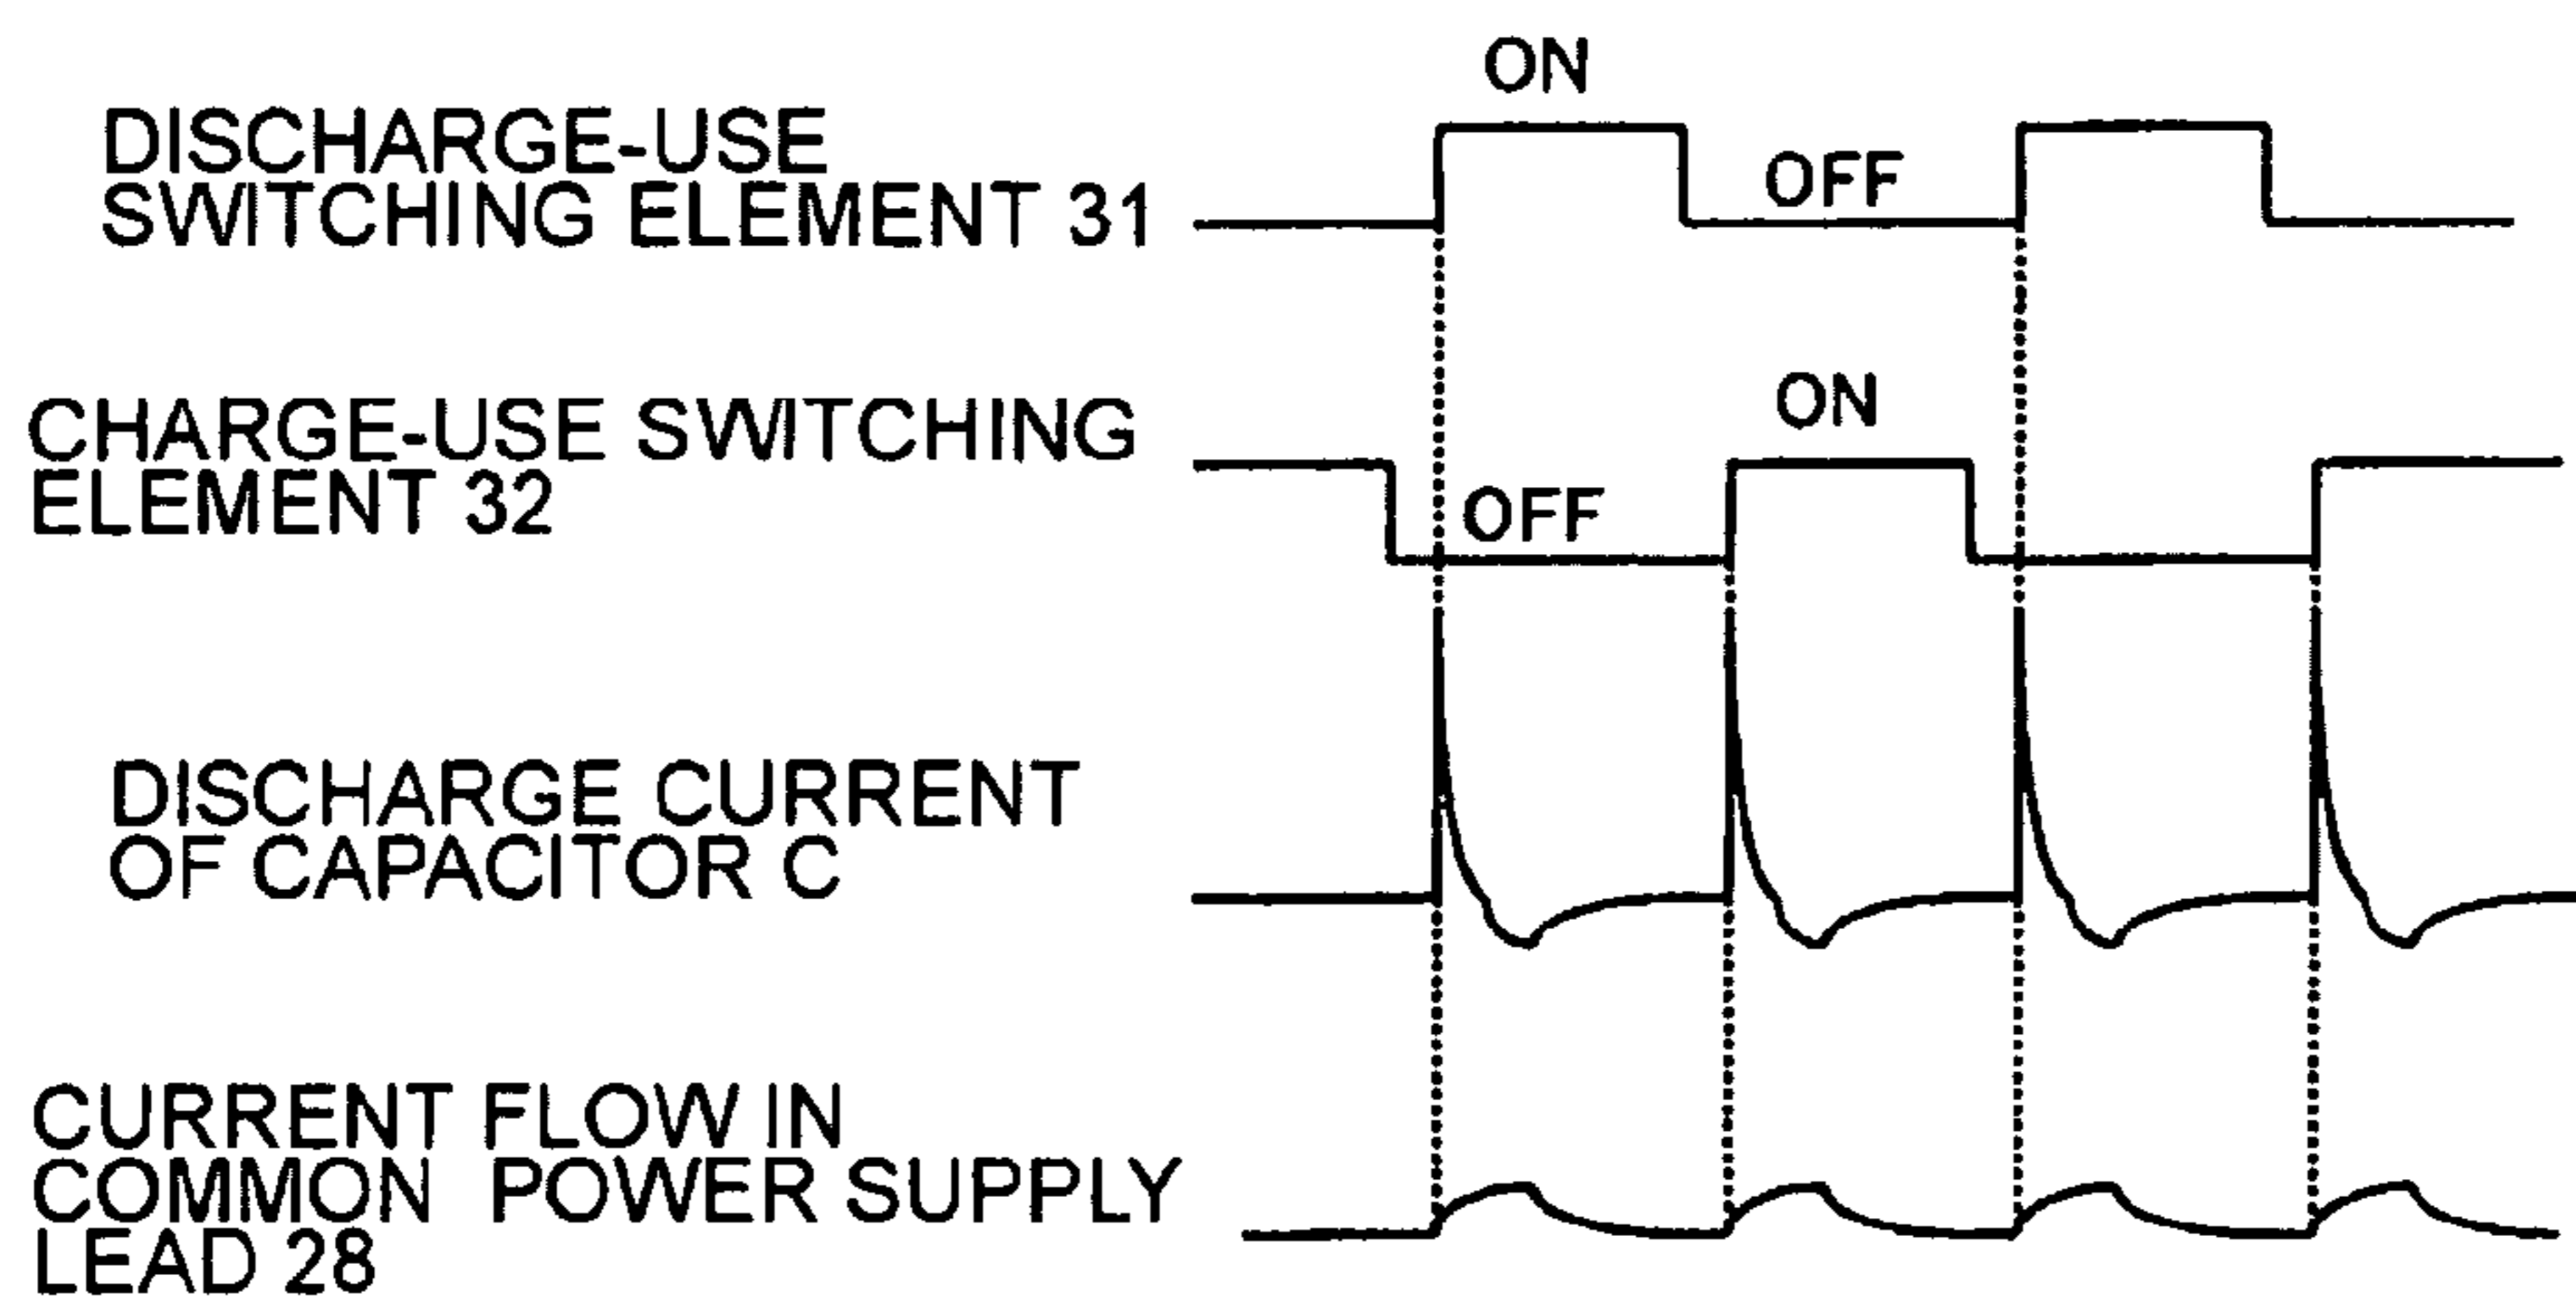 ON
DISCHARGE-USE
SWITCHING ELEMENT 31
OFF
CHARGE-USE SWITCHING
ELEMENT 32
ON
OFF
DISCHARGE CURRENT
OF CAPACITOR C
CURRENT FLOW IN
COMMON POWER SUPPLY
LEAD 28